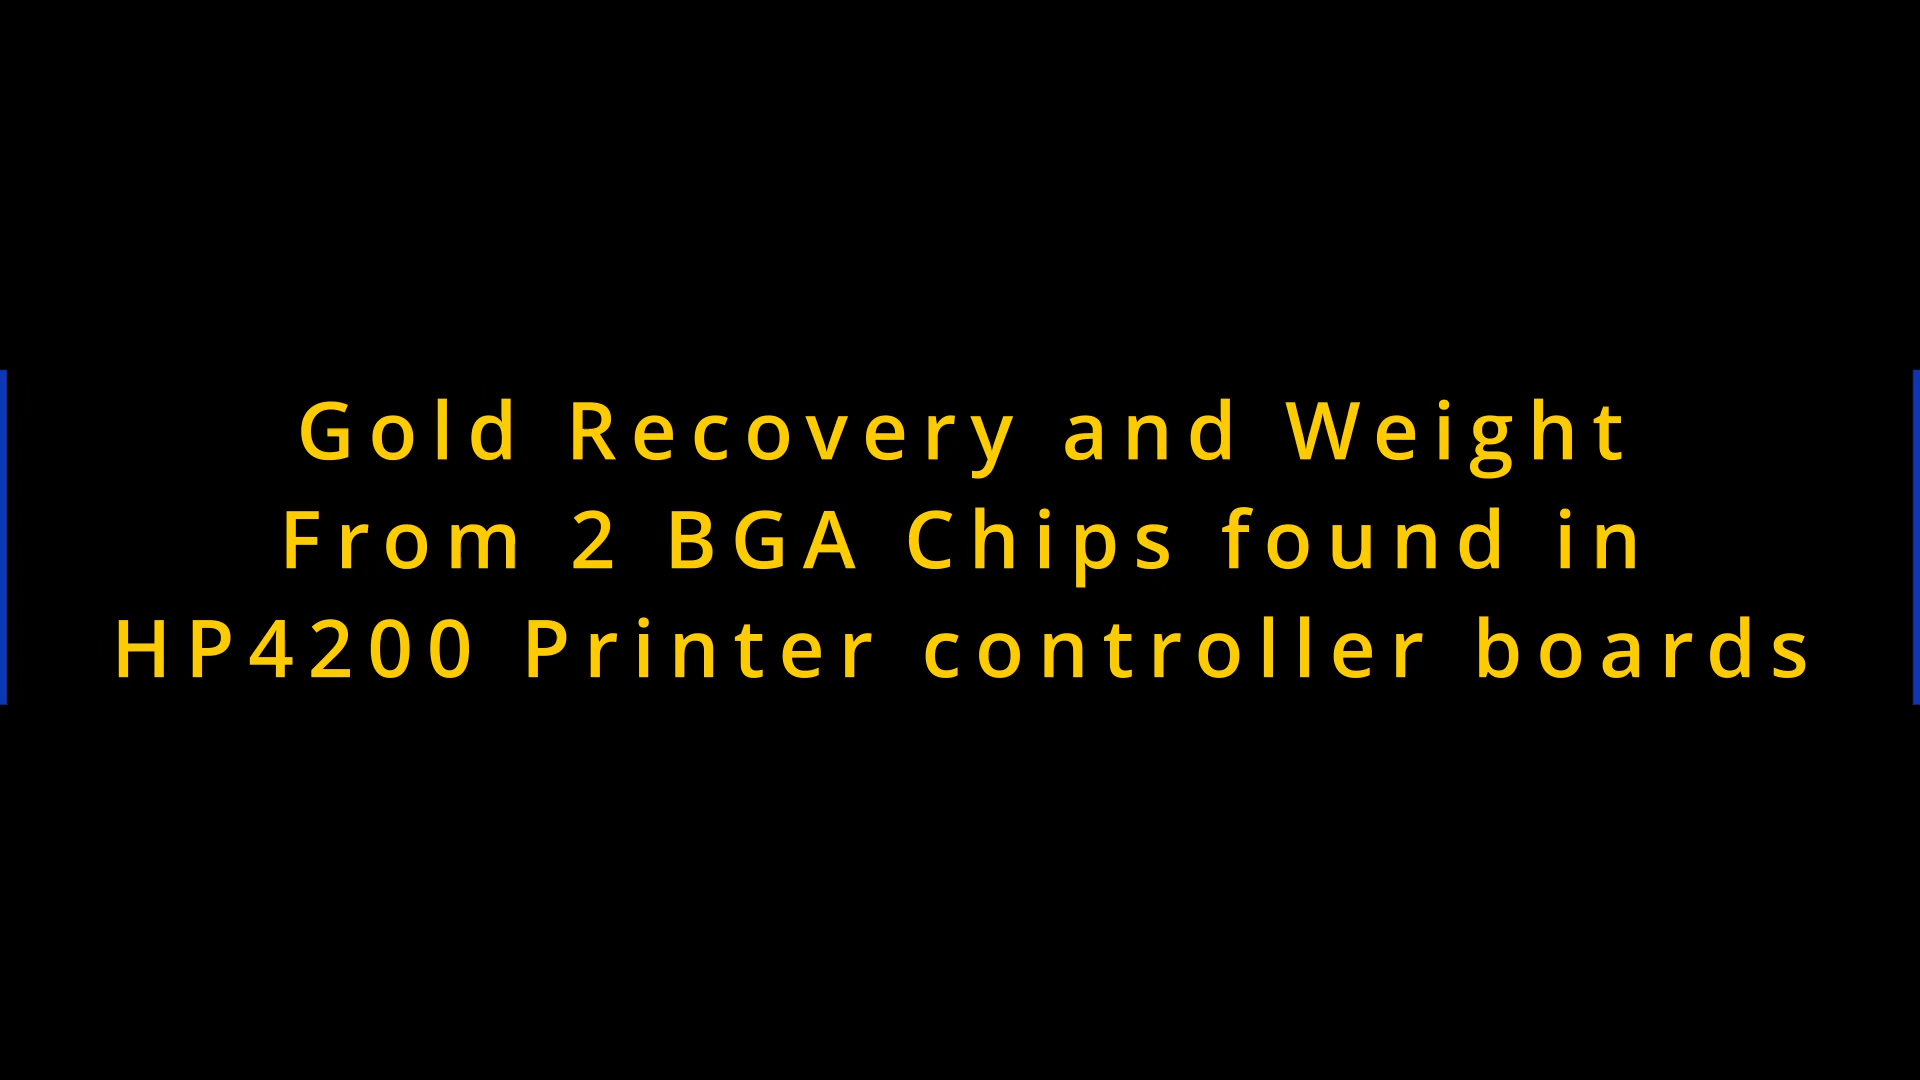 Gold Recovery and Weight
From 2 BGA Chips found in
HP4200 Printer controller boards